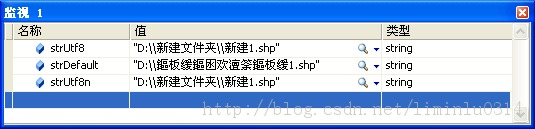 监视 1
名称 值 类型
strUtf8 "D:\\新建文件夹\\新建1.shp" string
strDefault "D:\\鏂板缓鏂囦欢澶筡鏂板缓1.shp" string
strUtf8n "D:\\新建文件夹\\新建1.shp" string
http://blog.csdn.net/liminlu0314